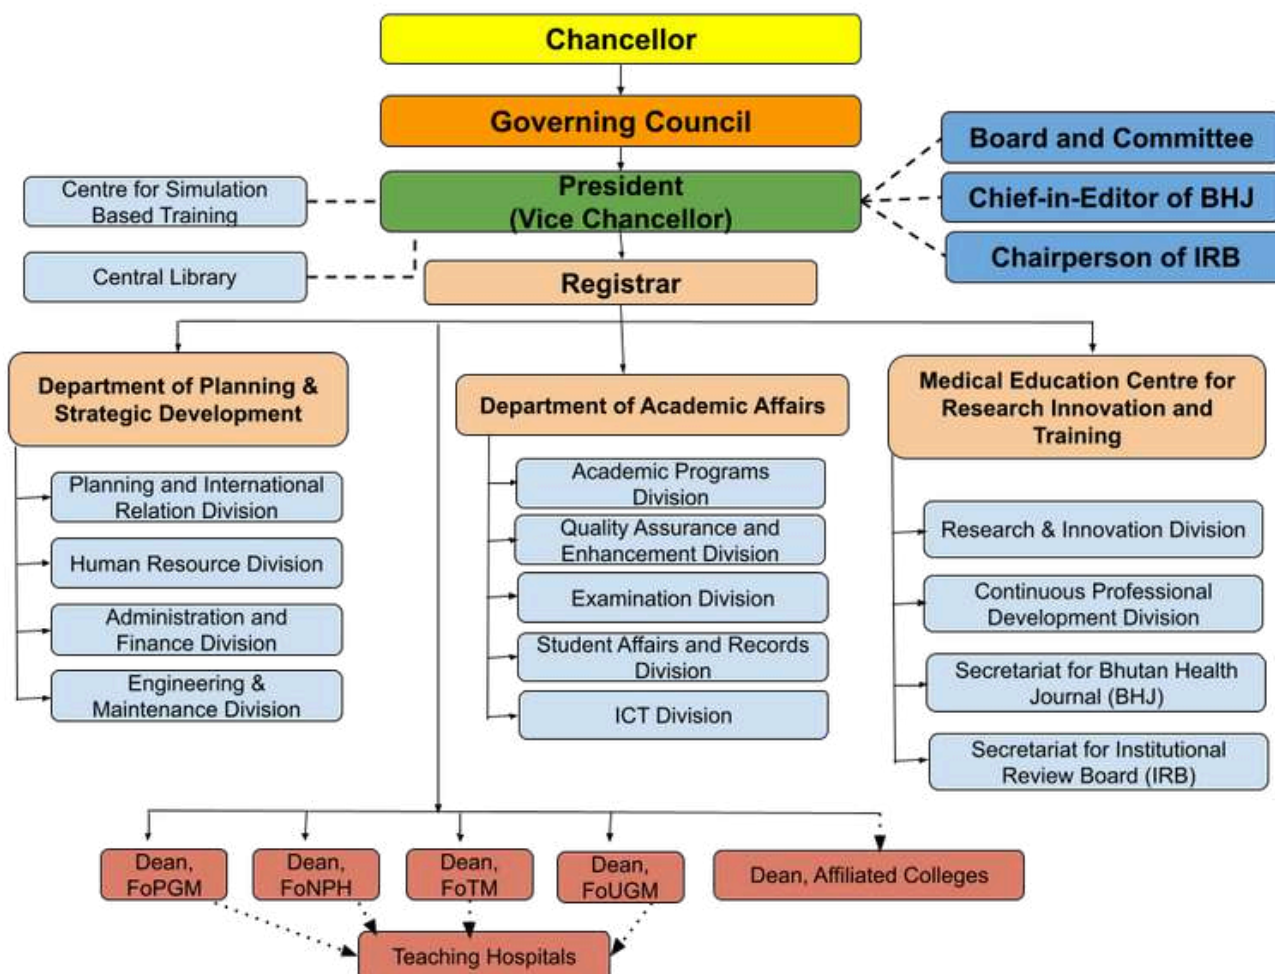 Chancellor
Governing Council
President
(Vice Chancellor)
Board and Committee
Chief-in-Editor of BHJ
Chairperson of IRB
Centre for Simulation
Based Training
Central Library
Registrar
Department of Planning &
Strategic Development
Planning and International
Relation Division
Human Resource Division
Administration and
Finance Division
Engineering &
Maintenance Division
Department of Academic Affairs
Academic Programs
Division
Quality Assurance and
Enhancement Division
Examination Division
Student Affairs and Records
Division
ICT Division
Medical Education Centre for
Research Innovation and
Training
Research & Innovation Division
Continuous Professional
Development Division
Secretariat for Bhutan Health
Journal (BHJ)
Secretariat for Institutional
Review Board (IRB)
Dean,
FoPGM
Dean,
FoNPH
Dean,
FoTM
Dean,
FoUGM
Dean, Affiliated Colleges
Teaching Hospitals